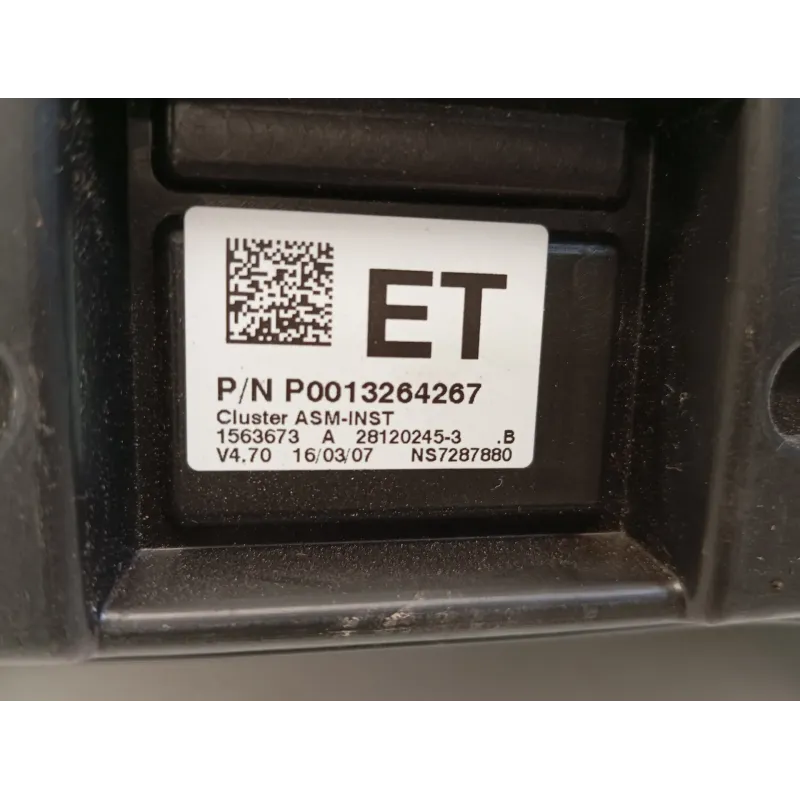 ET
P/N P0013264267
Cluster ASM-INST
1563673 A 28120245-3 .B
V4.70 16/03/07 NS7287880